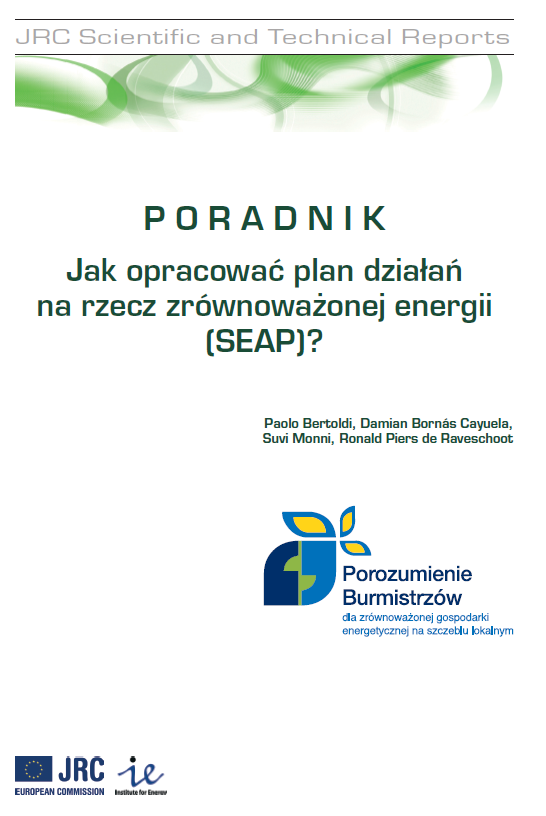 JRC Scientific and Technical Reports
PORADNIK
Jak opracować plan działań
na rzecz zrównoważonej energii
(SEAP)?
Paolo Bertoldi, Damian Bornás Cayuela,
Suvi Monni, Ronald Piers de Raveschoot
Porozumienie
Burmistrzów
dla zrównoważonej gospodarki
energetycznej na szczeblu lokalnym
JRC
EUROPEAN COMMISSION
ie
Institute for Energy